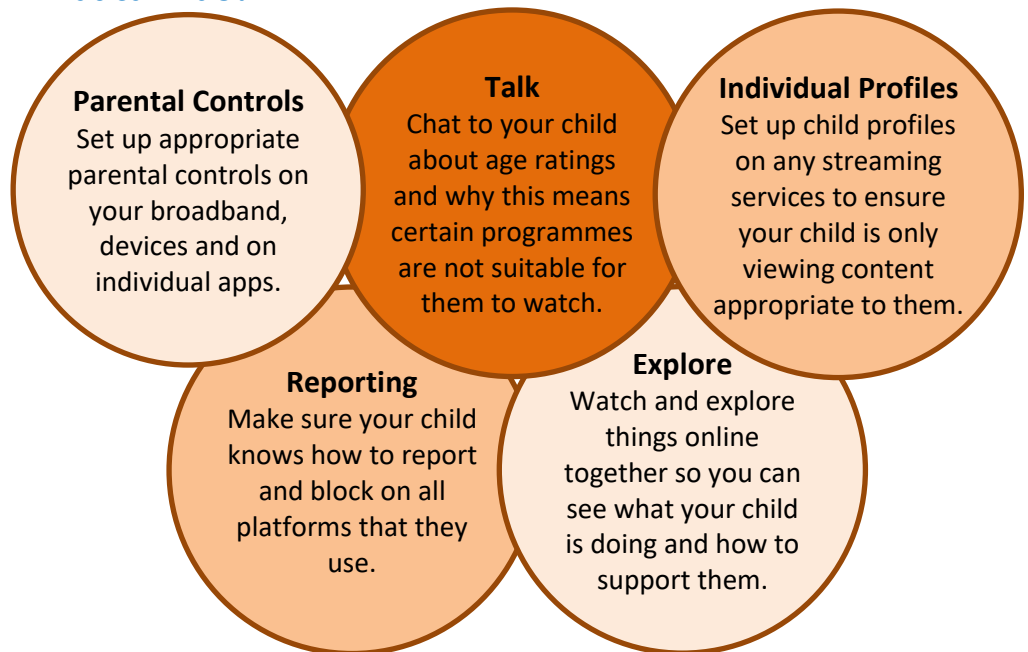 Parental Controls
Set up appropriate
parental controls on
your broadband,
devices and on
individual apps.
Talk
Chat to your child
about age ratings
and why this means
certain programmes
are not suitable for
them to watch.
Individual Profiles
Set up child profiles
on any streaming
services to ensure
your child is only
viewing content
appropriate to them.
Reporting
Make sure your child
knows how to report
and block on all
platforms that they
use.
Explore
Watch and explore
things online
together so you can
see what your child
is doing and how to
support them.